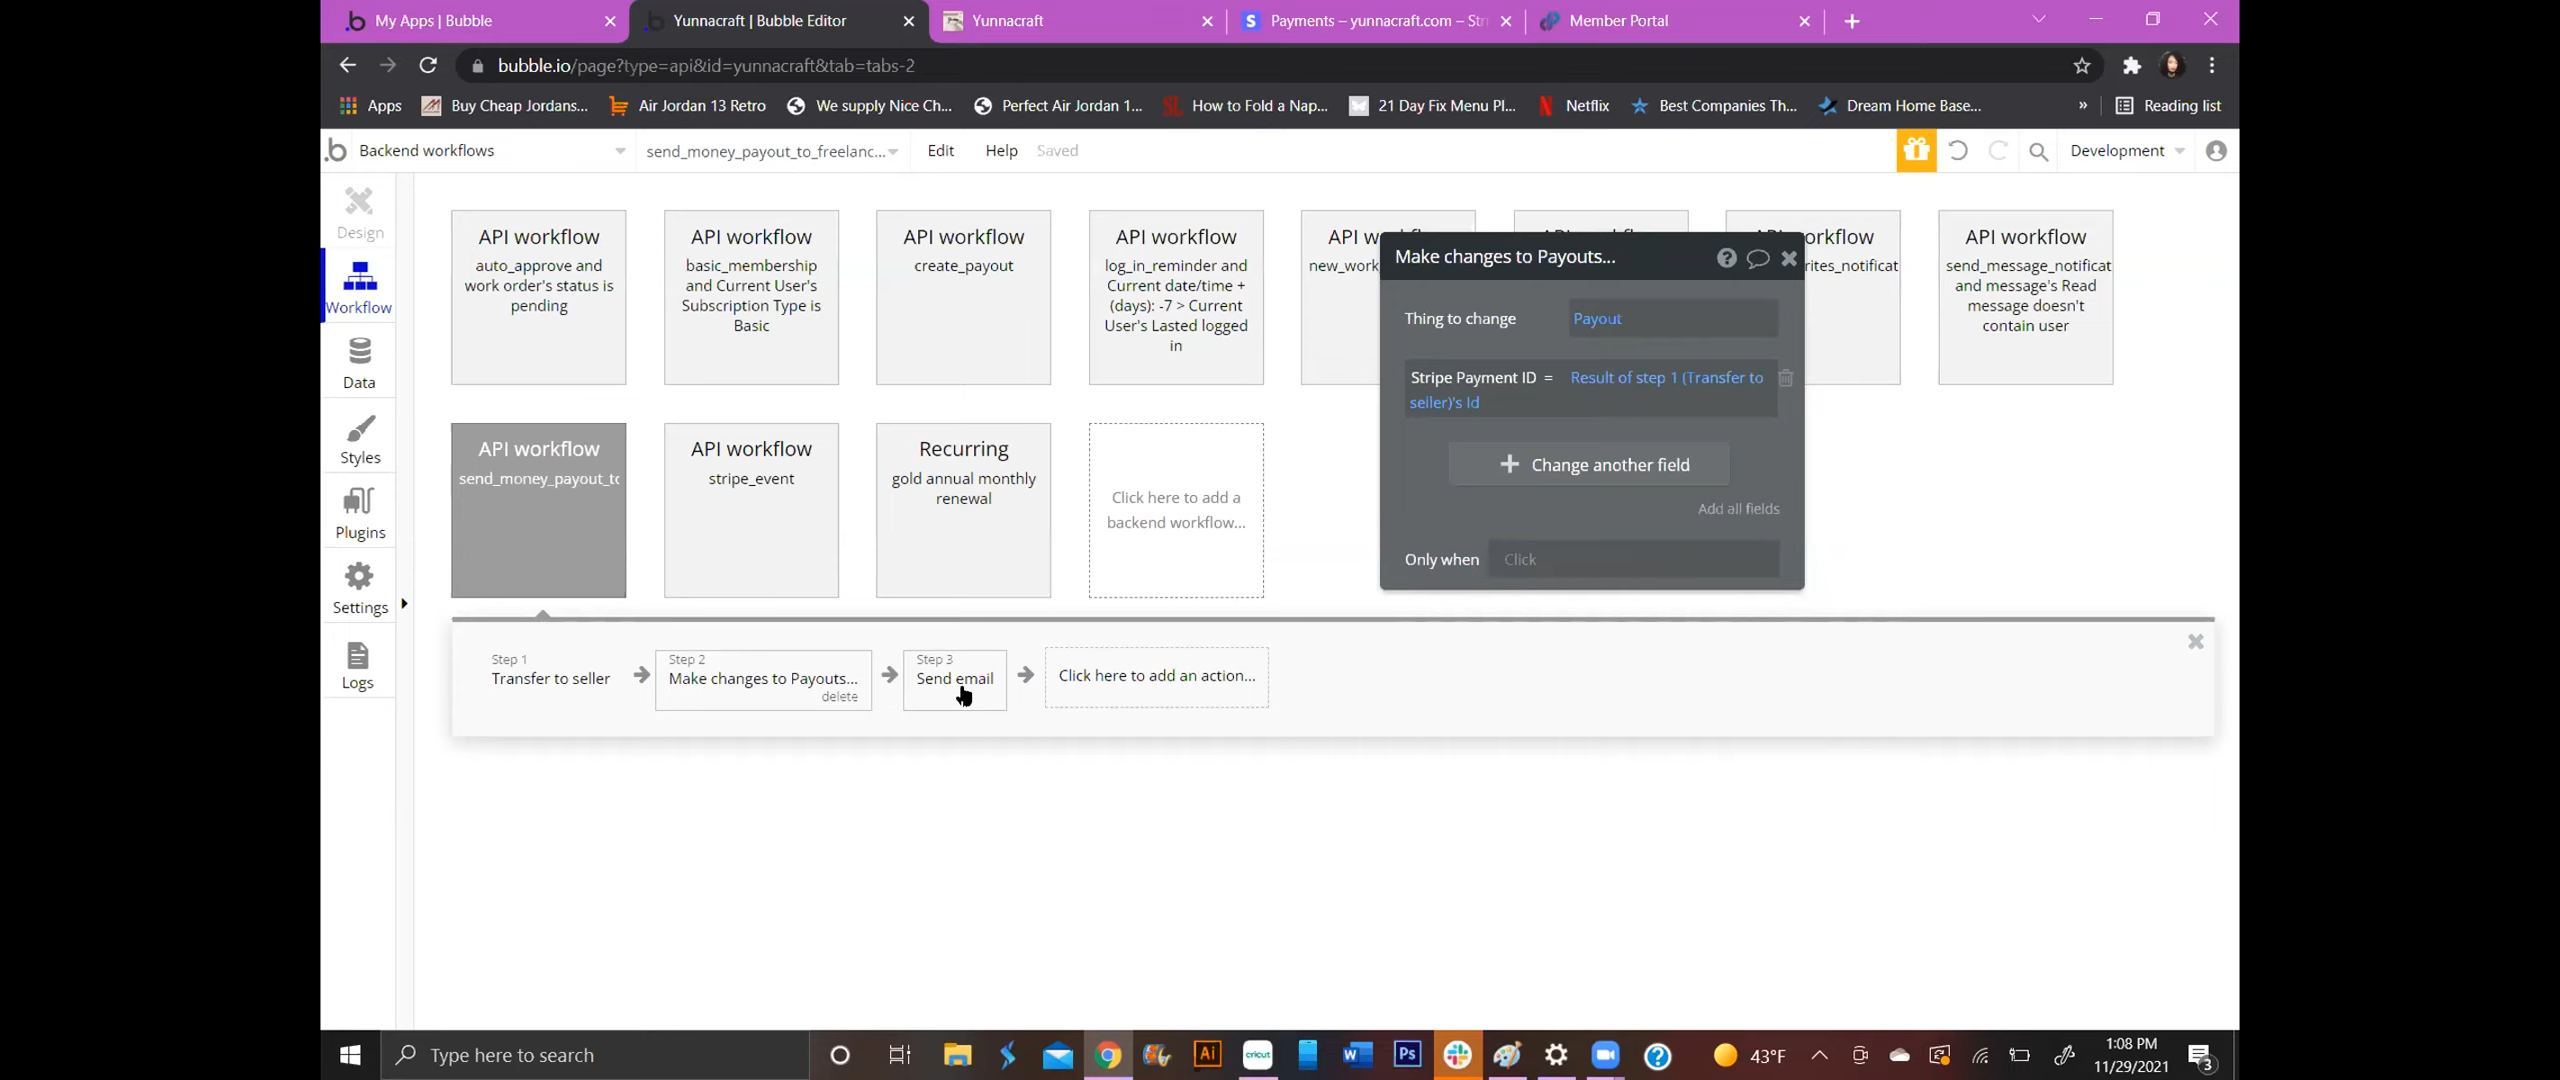 My Apps | Bubble
Yunnacraft | Bubble Editor
Yunnacraft
Payments – yunnacraft.com – Str
Member Portal
bubble.io/page?type=api&id=yunnacraft&tab=tabs-2
Apps
Buy Cheap Jordans...
Air Jordan 13 Retro
We supply Nice Ch...
Perfect Air Jordan 1...
How to Fold a Nap...
21 Day Fix Menu Pl...
Netflix
Best Companies Th...
Dream Home Base...
»
Reading list
Backend workflows
send_money_payout_to_freelanc...
Edit
Help
Saved
Development
Design
Workflow
Data
Styles
Plugins
Settings
Logs
API workflow
auto_approve and
work order's status is
pending
API workflow
basic_membership
and Current User's
Subscription Type is
Basic
API workflow
create_payout
API workflow
log_in_reminder and
Current date/time +
(days): -7 > Current
User's Lasted logged
in
API w
new_work
orkflow
rites_notificat
API workflow
send_message_notificat
and message's Read
message doesn't
contain user
API workflow
send_money_payout_to
API workflow
stripe_event
Recurring
gold annual monthly
renewal
Click here to add a
backend workflow...
Make changes to Payouts...
Thing to change
Payout
Stripe Payment ID = Result of step 1 (Transfer to
seller)'s Id
+ Change another field
Add all fields
Only when
Click
Step 1
Transfer to seller
Step 2
Make changes to Payouts...
delete
Step 3
Send email
Click here to add an action...
Type here to search
Ai
cricut
W
Ps
43°F
1:08 PM
11/29/2021
3